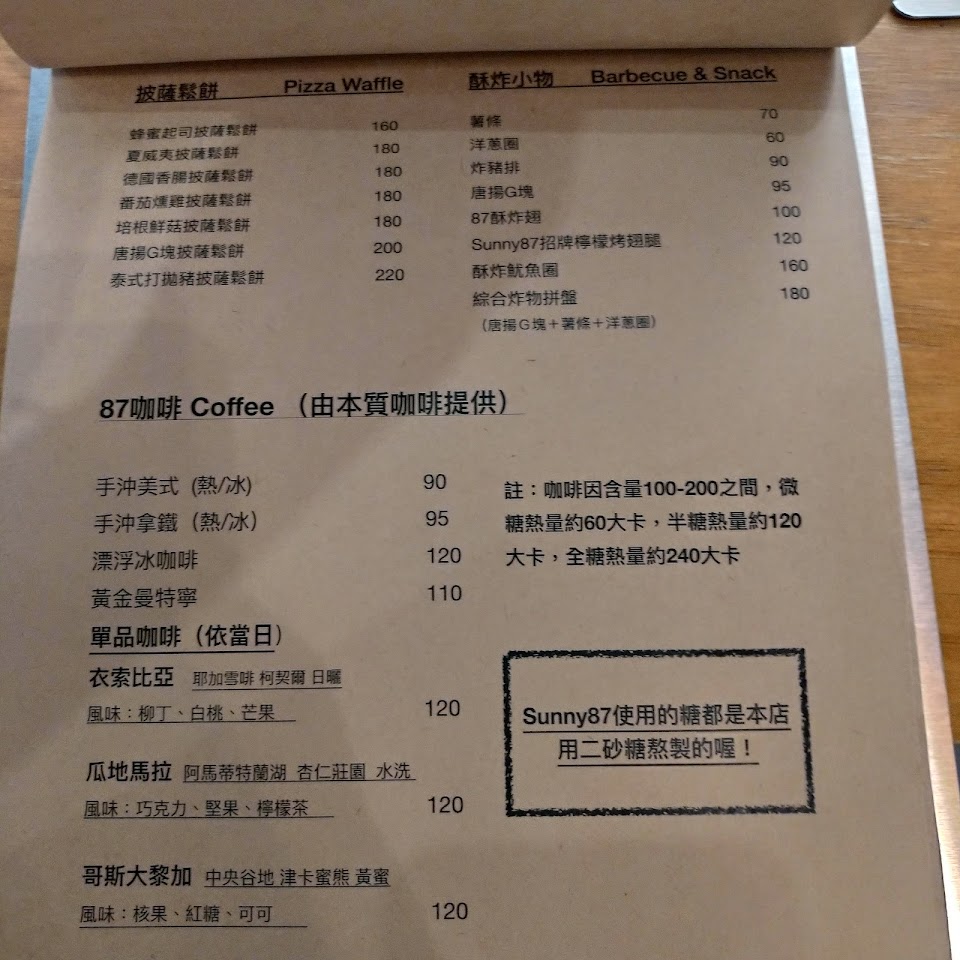 披薩鬆餅 Pizza Waffle
蜂蜜起司披薩鬆餅 160
夏威夷披薩鬆餅 180
德國香腸披薩鬆餅 180
番茄燻雞披薩鬆餅 180
培根鮮菇披薩鬆餅 180
唐揚G塊披薩鬆餅 200
泰式打拋豬披薩鬆餅 220
酥炸小物 Barbecue & Snack
薯條 70
洋蔥圈 60
炸豬排 90
唐揚G塊 95
87酥炸翅 100
Sunny87招牌檸檬烤翅腿 120
酥炸魷魚圈 160
綜合炸物拼盤 180
（唐揚G塊＋薯條＋洋蔥圈）
87咖啡 Coffee （由本質咖啡提供）
手沖美式（熱/冰） 90
手沖拿鐵（熱/冰） 95
漂浮冰咖啡 120
黃金曼特寧 110
單品咖啡（依當日）
衣索比亞 耶加雪啡 柯契爾 日曬
風味：柳丁、白桃、芒果 120
瓜地馬拉 阿馬蒂特蘭湖 杏仁莊園 水洗
風味：巧克力、堅果、檸檬茶 120
哥斯大黎加 中央谷地 津卡蜜熊 黃蜜
風味：核果、紅糖、可可 120
註：咖啡因含量100-200之間，微
糖熱量約60大卡，半糖熱量約120
大卡，全糖熱量約240大卡
Sunny87使用的糖都是本店
用二砂糖熬製的喔！